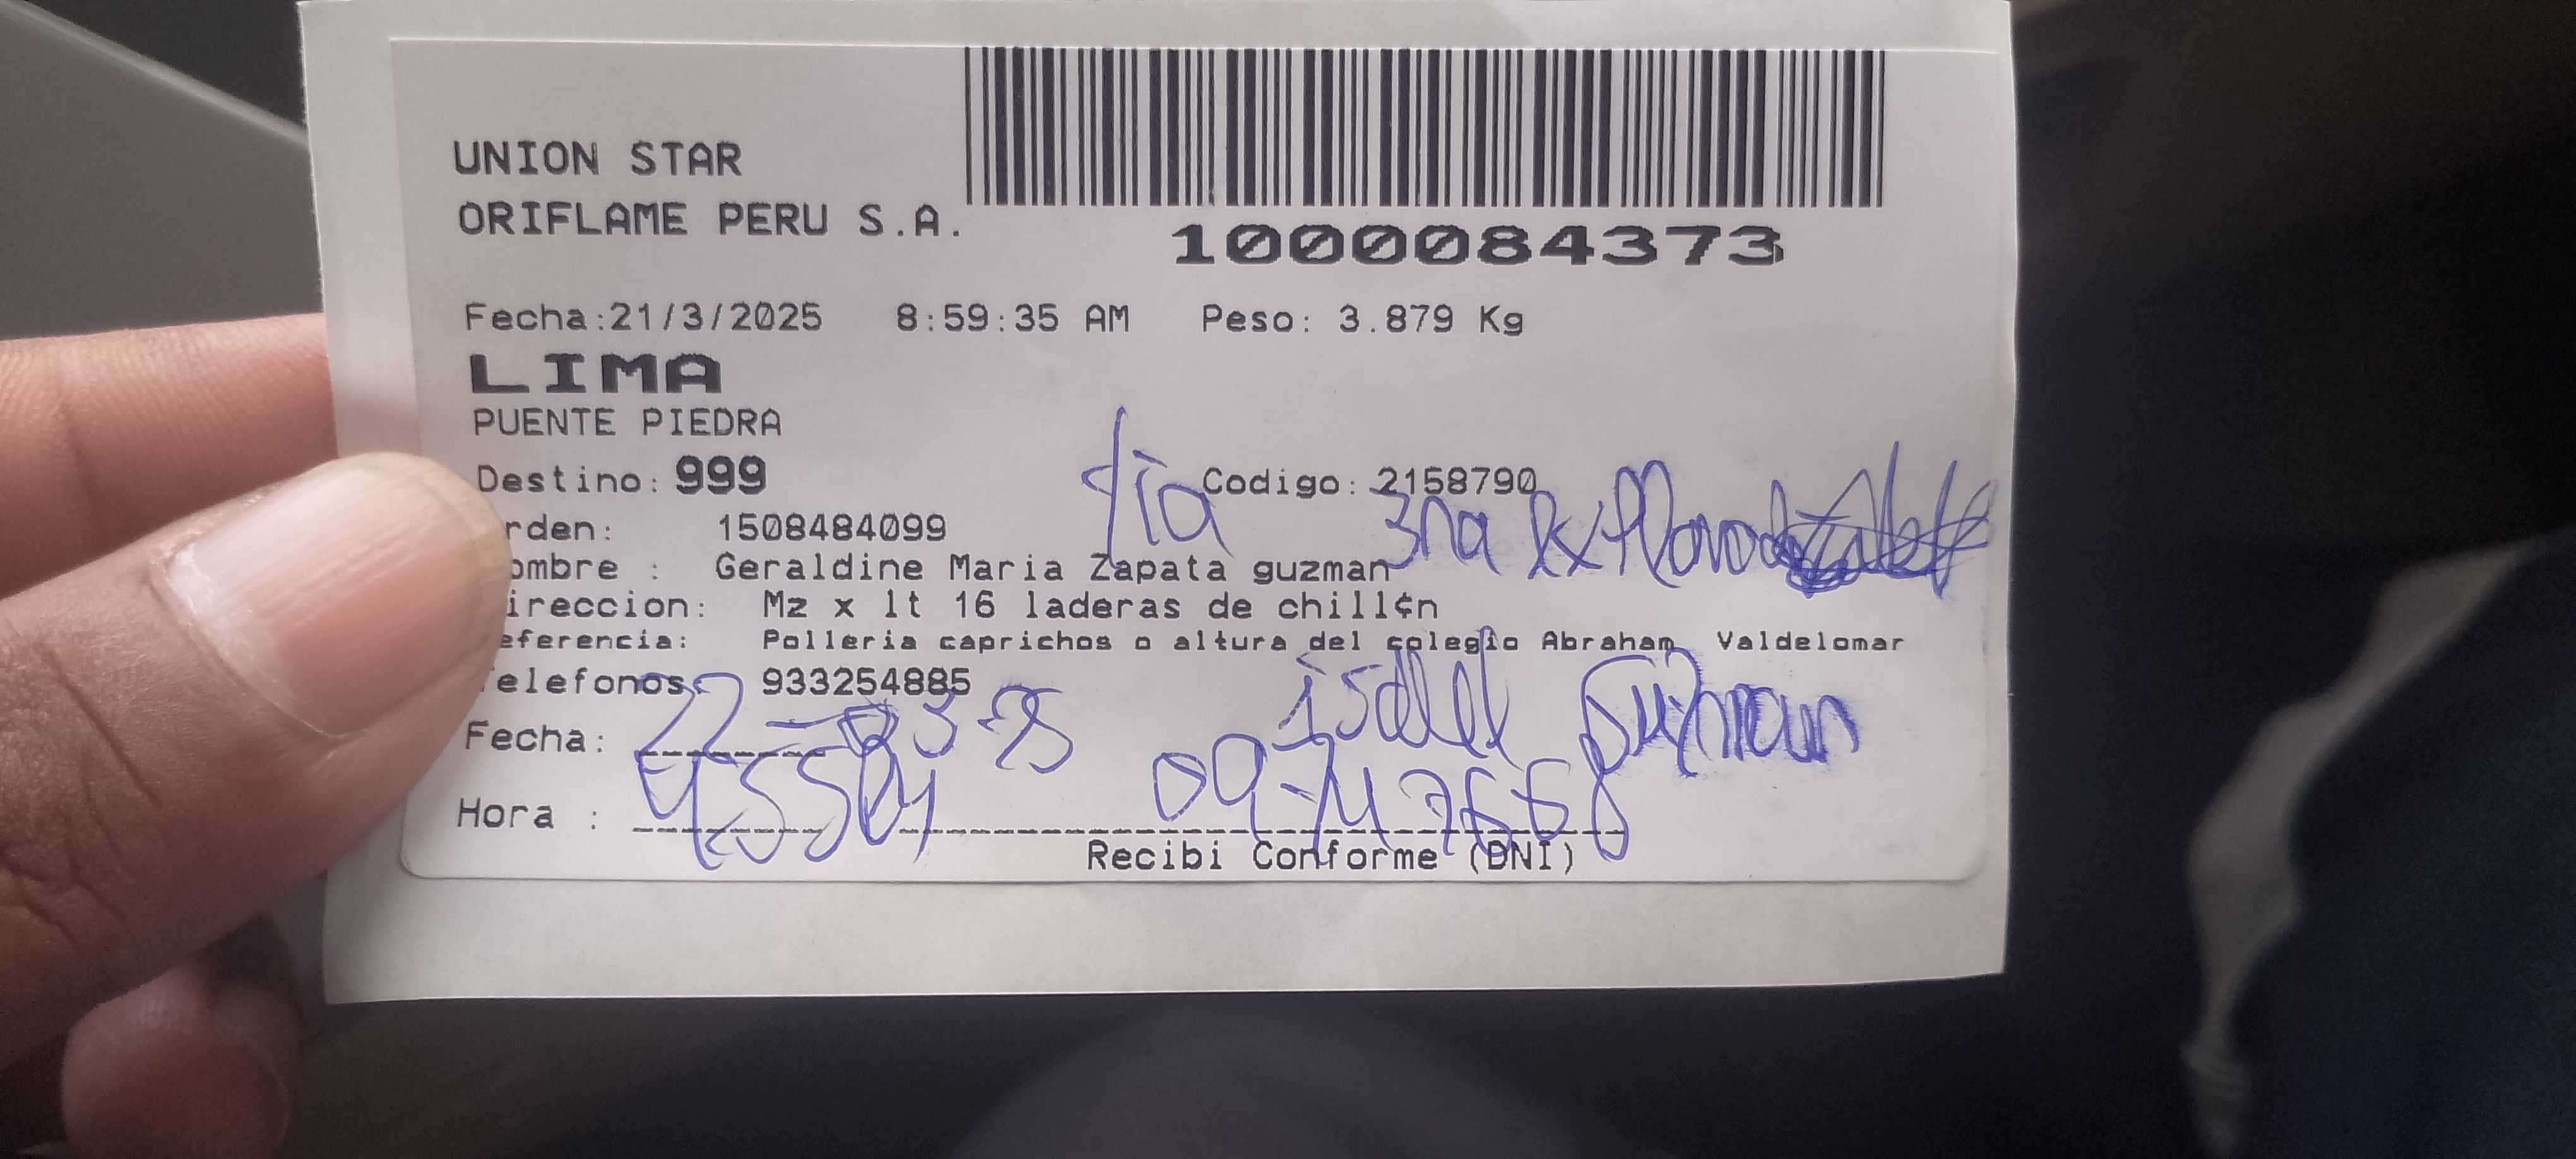 UNION STAR
ORIFLAME PERU S.A.
1000084373
Fecha:21/3/2025 8:59:35 AM Peso: 3.879 Kg
LIMA
PUENTE PIEDRA
Destino: 999 Codigo: 2158790
tia
rden: 1508484099
ombre : Geraldine Maria Zapata guzman
ireccion: Mz x lt 16 laderas de chill¢n
eferencia: Polleria caprichos o altura del colegio Abraham Valdelomar
elefonos: 933254885
Guzman
Fecha: 22-03-25
Hora :
Recibi Conforme (DNI)